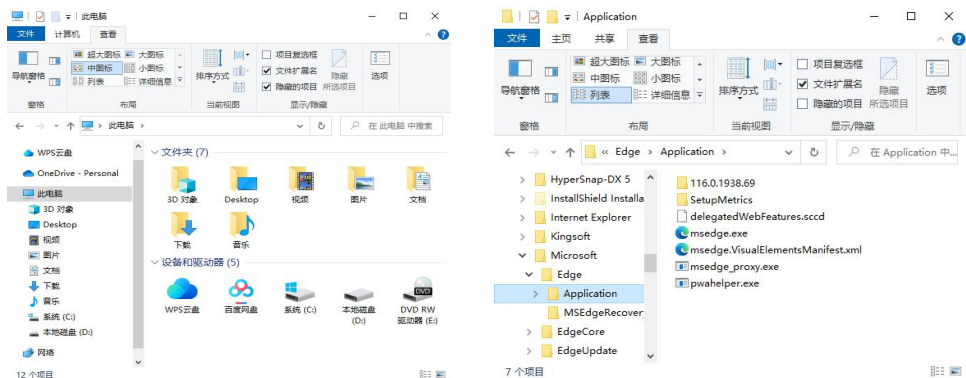 此电脑
文件 计算机 查看
导航窗格
超大图标 大图标
中图标 小图标
列表 详细信息
排序方式
项目复选框
文件扩展名
隐藏的项目
隐藏
所选项目
选项
窗格 布局 当前视图 显示/隐藏
此电脑
在 此电脑 中搜索
WPS云盘
OneDrive - Personal
此电脑
3D 对象
Desktop
视频
图片
文档
下载
音乐
系统 (C:)
本地磁盘 (D:)
网络
文件夹 (7)
3D 对象 Desktop 视频 图片 文档
下载 音乐
设备和驱动器 (5)
WPS云盘 百度网盘 系统 (C:) 本地磁盘 DVD RW
(D:) 驱动器 (E:)
12 个项目
Application
文件 主页 共享 查看
导航窗格
超大图标 大图标
中图标 小图标
列表 详细信息
排序方式
项目复选框
文件扩展名
隐藏的项目
隐藏
所选项目
选项
窗格 布局 当前视图 显示/隐藏
« Edge Application
在 Application 中...
HyperSnap-DX 5
InstallShield Installa
Internet Explorer
Kingsoft
Microsoft
Edge
Application
MSEdgeRecover
EdgeCore
EdgeUpdate
116.0.1938.69
SetupMetrics
delegatedWebFeatures.sccd
msedge.exe
msedge.VisualElementsManifest.xml
msedge_proxy.exe
pwahelper.exe
7 个项目